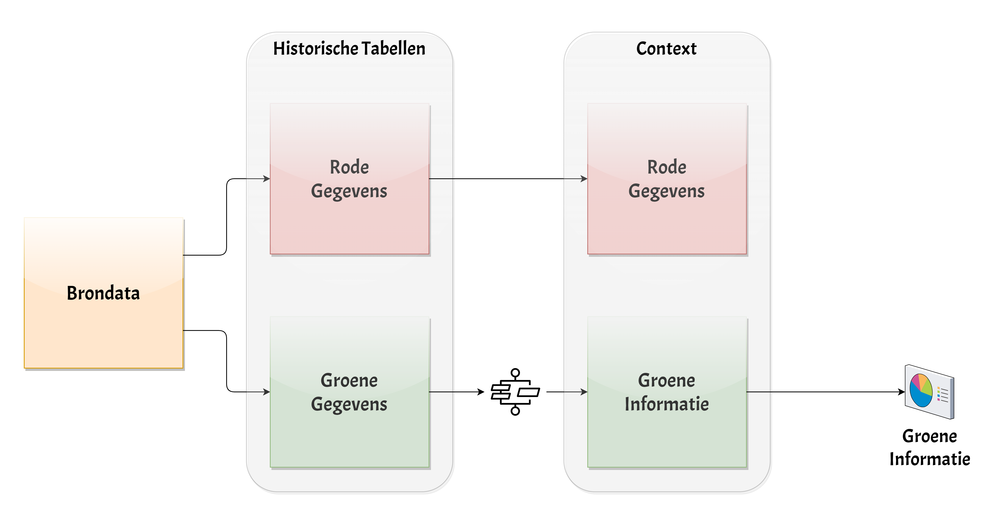 Historische Tabellen
Context
Rode
Gegevens
Rode
Gegevens
Brondata
Groene
Gegevens
Groene
Informatie
Groene
Informatie